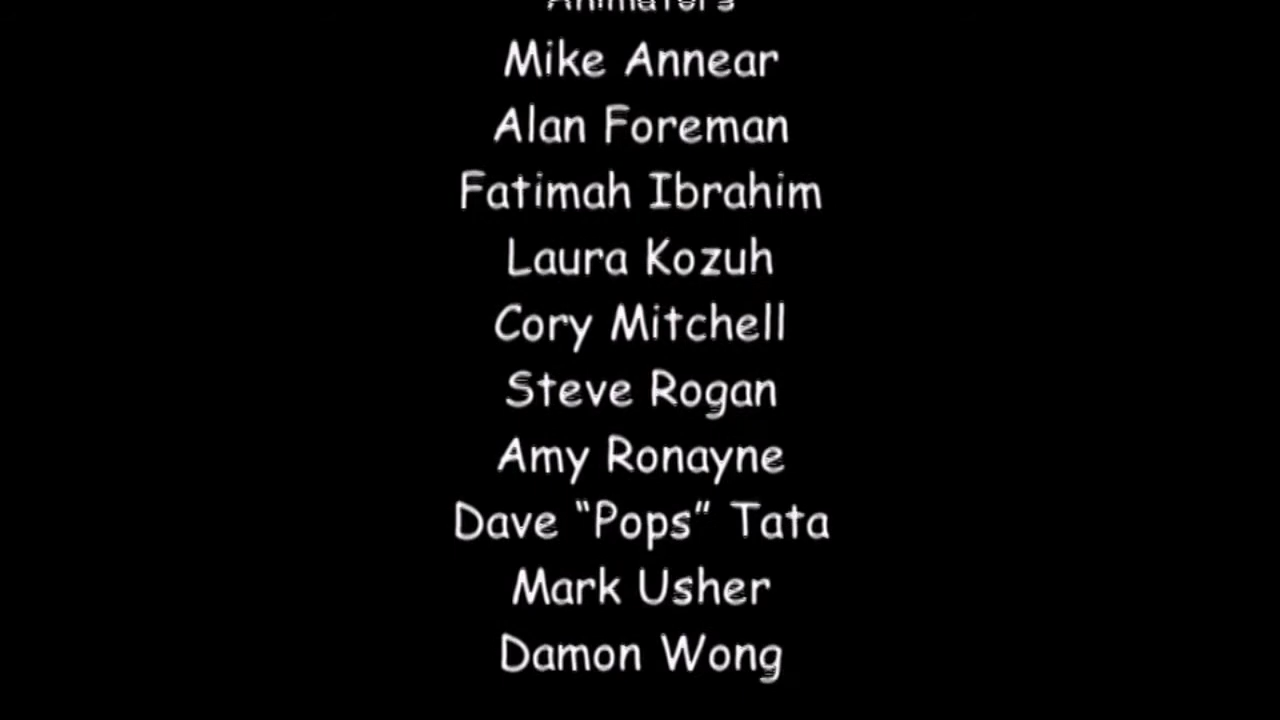 Animators
Mike Annear
Alan Foreman
Fatimah Ibrahim
Laura Kozuh
Cory Mitchell
Steve Rogan
Amy Ronayne
Dave “Pops” Tata
Mark Usher
Damon Wong